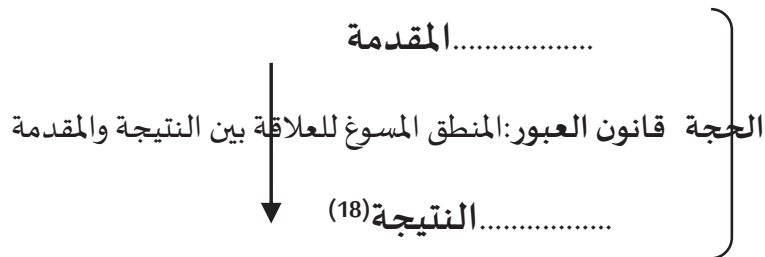 ..................المقدمة
الحجة قانون العبور:المنطق المسوغ للعلاقة بين النتيجة والمقدمة
.................النتيجة(18)